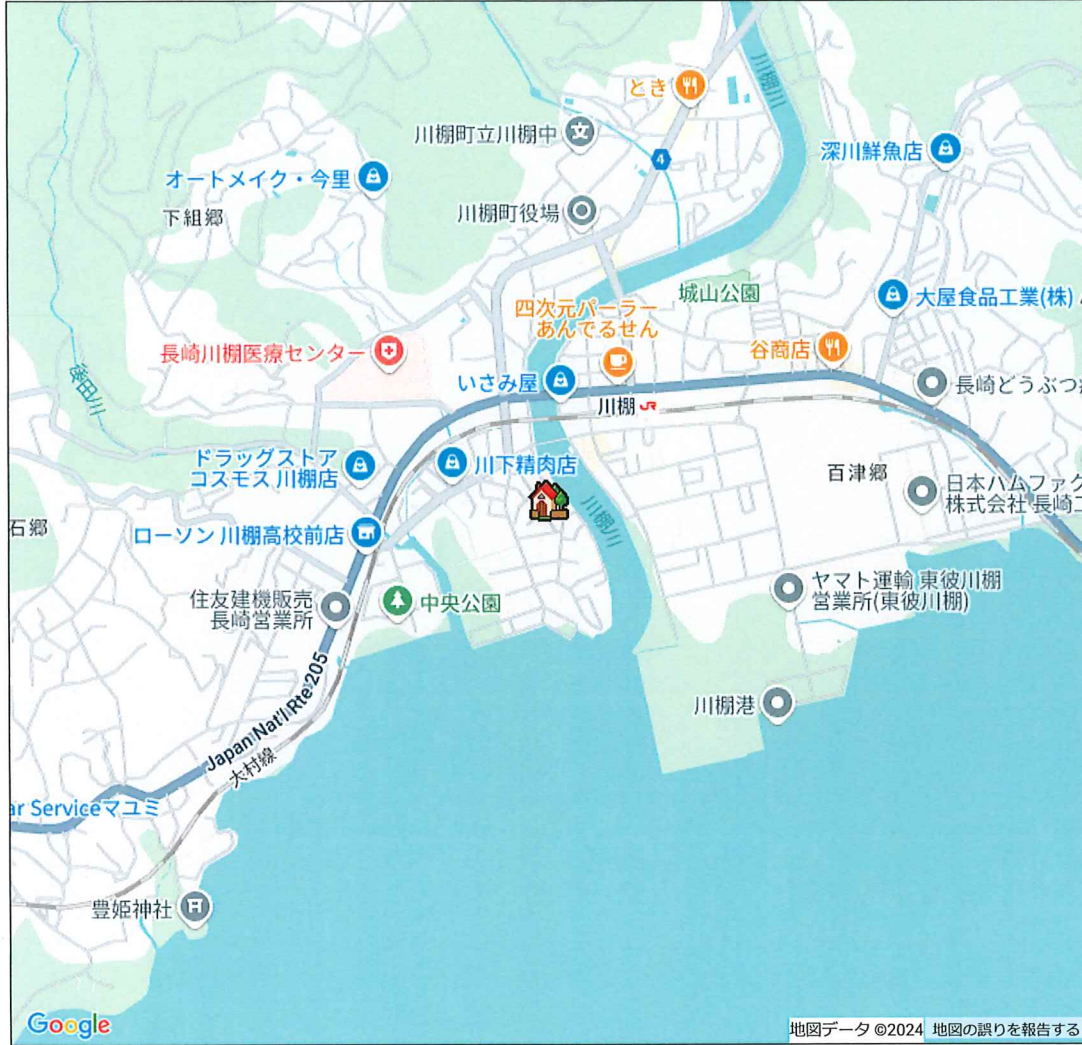 川棚川
とき
川棚町立川棚中
深川鮮魚店
4
オートメイク・今里
下組郷
川棚町役場
城山公園
大屋食品工業(株)
四次元パーラー
あんでるせん
長崎川棚医療センター
谷商店
後田川
いさみ屋
川棚 JR
長崎どうぶつ
ドラッグストア
コスモス 川棚店
川下精肉店
百津郷
日本ハムファク
株式会社 長崎
石郷
川棚川
ローソン 川棚高校前店
ヤマト運輸 東彼川棚
営業所(東彼川棚)
住友建機販売
長崎営業所
中央公園
川棚港
Japan Nat'l Rte 205
大村線
ar Serviceマユミ
豊姫神社
Google
地図データ ©2024
地図の誤りを報告する